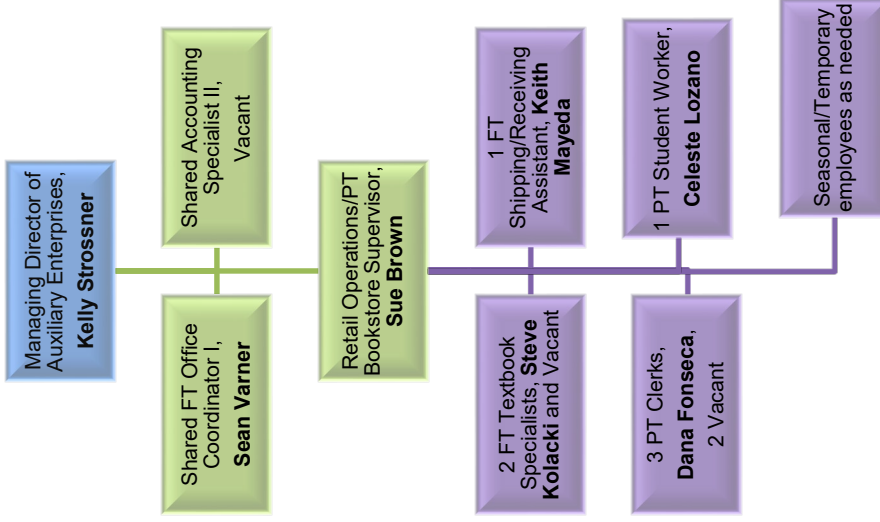 Managing Director of
Auxiliary Enterprises,
Kelly Strossner
Shared FT Office
Coordinator I,
Sean Varner
Shared Accounting
Specialist II,
Vacant
Retail Operations/PT
Bookstore Supervisor,
Sue Brown
2 FT Textbook
Specialists, Steve
Kolacki and Vacant
1 FT
Shipping/Receiving
Assistant, Keith
Mayeda
3 PT Clerks,
Dana Fonseca,
2 Vacant
1 PT Student Worker,
Celeste Lozano
Seasonal/Temporary
employees as needed